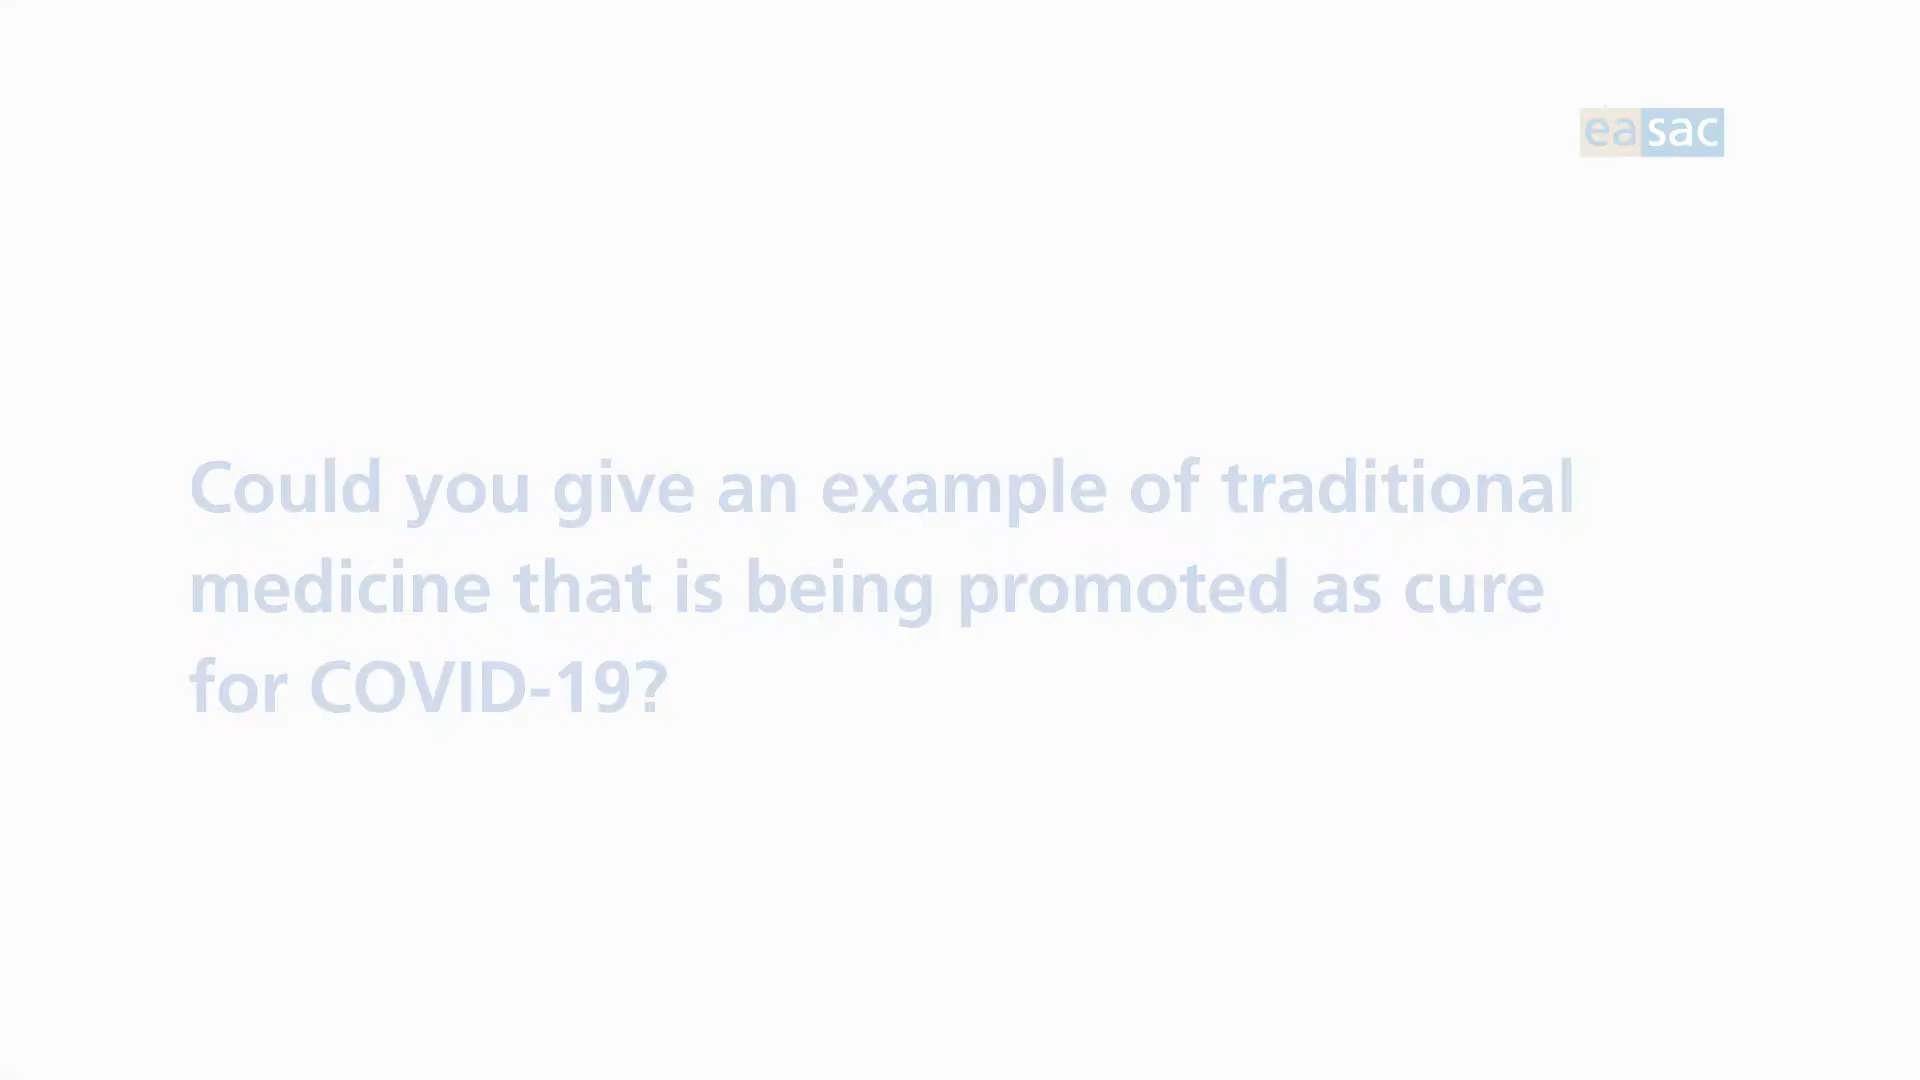 easac
Could you give an example of traditional
medicine that is being promoted as cure
for COVID-19?